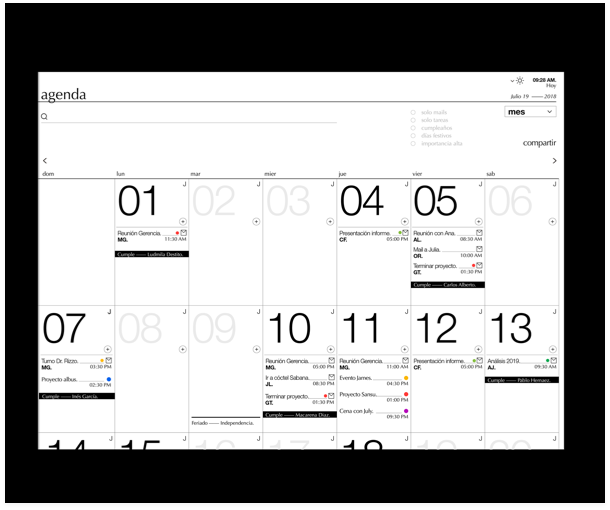 09:28 AM.
Hoy
agenda
Julio 19 —— 2018
mes
solo mails
solo tareas
cumpleaños
días festivos
importancia alta
compartir
dom lun mar mier jue vier sab
J J J J J J
01 02 03 04 05 06
Reunión Gerencia.
MG. 11:30 AM
Cumple —— Ludmila Destito.
Presentación informe.
CF. 05:00 PM
Reunión con Ana.
AL. 08:30 AM
Mail a Julia.
OR. 10:00 AM
Terminar proyecto.
GT. 01:30 PM
Cumple —— Carlos Alberto.
J J J J J J J
07 08 09 10 11 12 13
Turno Dr. Rizzo.
MG. 03:30 PM
Proyecto albus.
02:30 PM
Cumple —— Inés García.
Feriado —— Independencia.
Reunión Gerencia.
MG. 05:00 PM
Ir a cóctel Sabana.
JL. 08:30 PM
Terminar proyecto.
GT. 01:30 PM
Cumple —— Macarena Diaz.
Reunión Gerencia.
MG. 11:00 AM
Evento James.
04:30 PM
Proyecto Samsu.
01:00 PM
Cena con July.
09:30 PM
Presentación informe.
CF. 05:00 PM
Análisis 2019.
AJ. 09:30 AM
Cumple —— Pablo Hernaez.
J J J J J J J
14 15 16 17 18 19 20